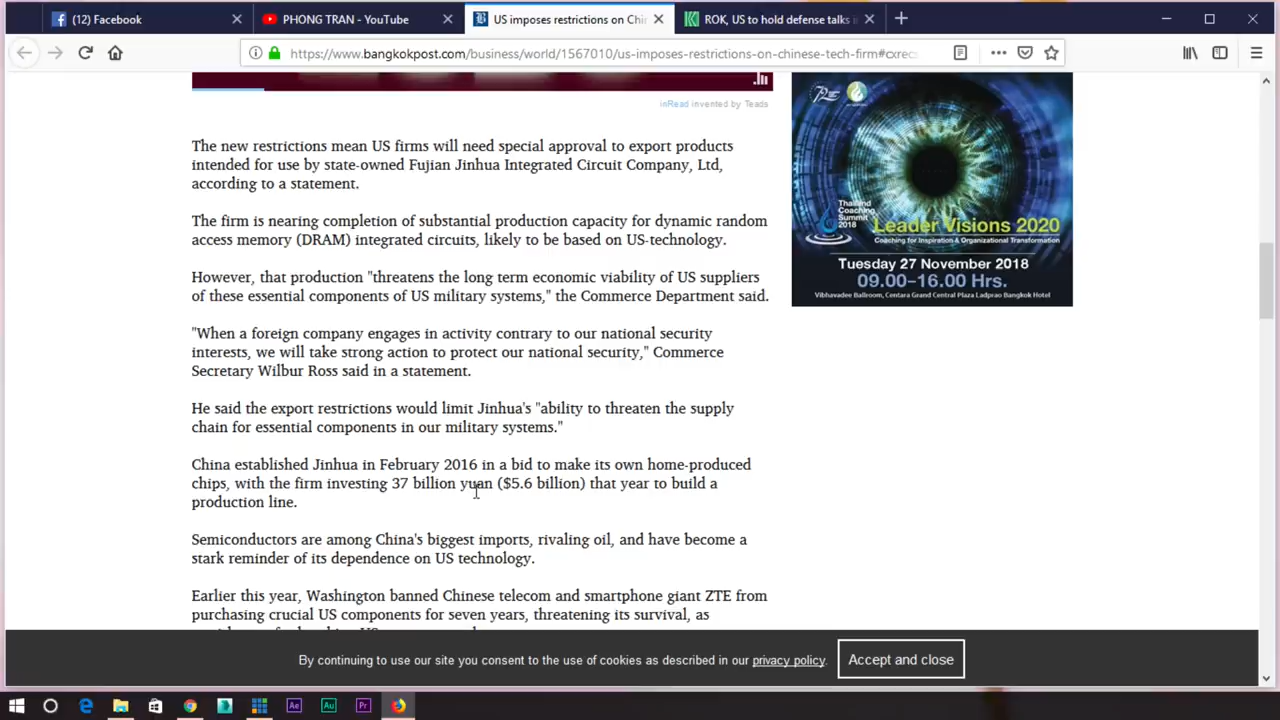 (12) Facebook
PHONG TRAN - YouTube
US imposes restrictions on Chi
ROK, US to hold defense talks i
https://www.bangkokpost.com/business/world/1567010/us-imposes-restrictions-on-chinese-tech-firm#cxrec
inRead invented by Teads
The new restrictions mean US firms will need special approval to export products
intended for use by state-owned Fujian Jinhua Integrated Circuit Company, Ltd,
according to a statement.
The firm is nearing completion of substantial production capacity for dynamic random
access memory (DRAM) integrated circuits, likely to be based on US-technology.
However, that production "threatens the long term economic viability of US suppliers
of these essential components of US military systems," the Commerce Department said.
"When a foreign company engages in activity contrary to our national security
interests, we will take strong action to protect our national security," Commerce
Secretary Wilbur Ross said in a statement.
He said the export restrictions would limit Jinhua's "ability to threaten the supply
chain for essential components in our military systems."
China established Jinhua in February 2016 in a bid to make its own home-produced
chips, with the firm investing 37 billion yuan ($5.6 billion) that year to build a
production line.
Semiconductors are among China's biggest imports, rivaling oil, and have become a
stark reminder of its dependence on US technology.
Earlier this year, Washington banned Chinese telecom and smartphone giant ZTE from
purchasing crucial US components for seven years, threatening its survival, as
Thailand
Coaching
Summit
2018
Leader Visions 2020
Coaching for Inspiration & Organizational Transformation
Tuesday 27 November 2018
09.00-16.00 Hrs.
Vibhavadee Ballroom, Centara Grand Central Plaza Ladprao Bangkok Hotel
By continuing to use our site you consent to the use of cookies as described in our privacy policy.
Accept and close
Ae
Au
Pr